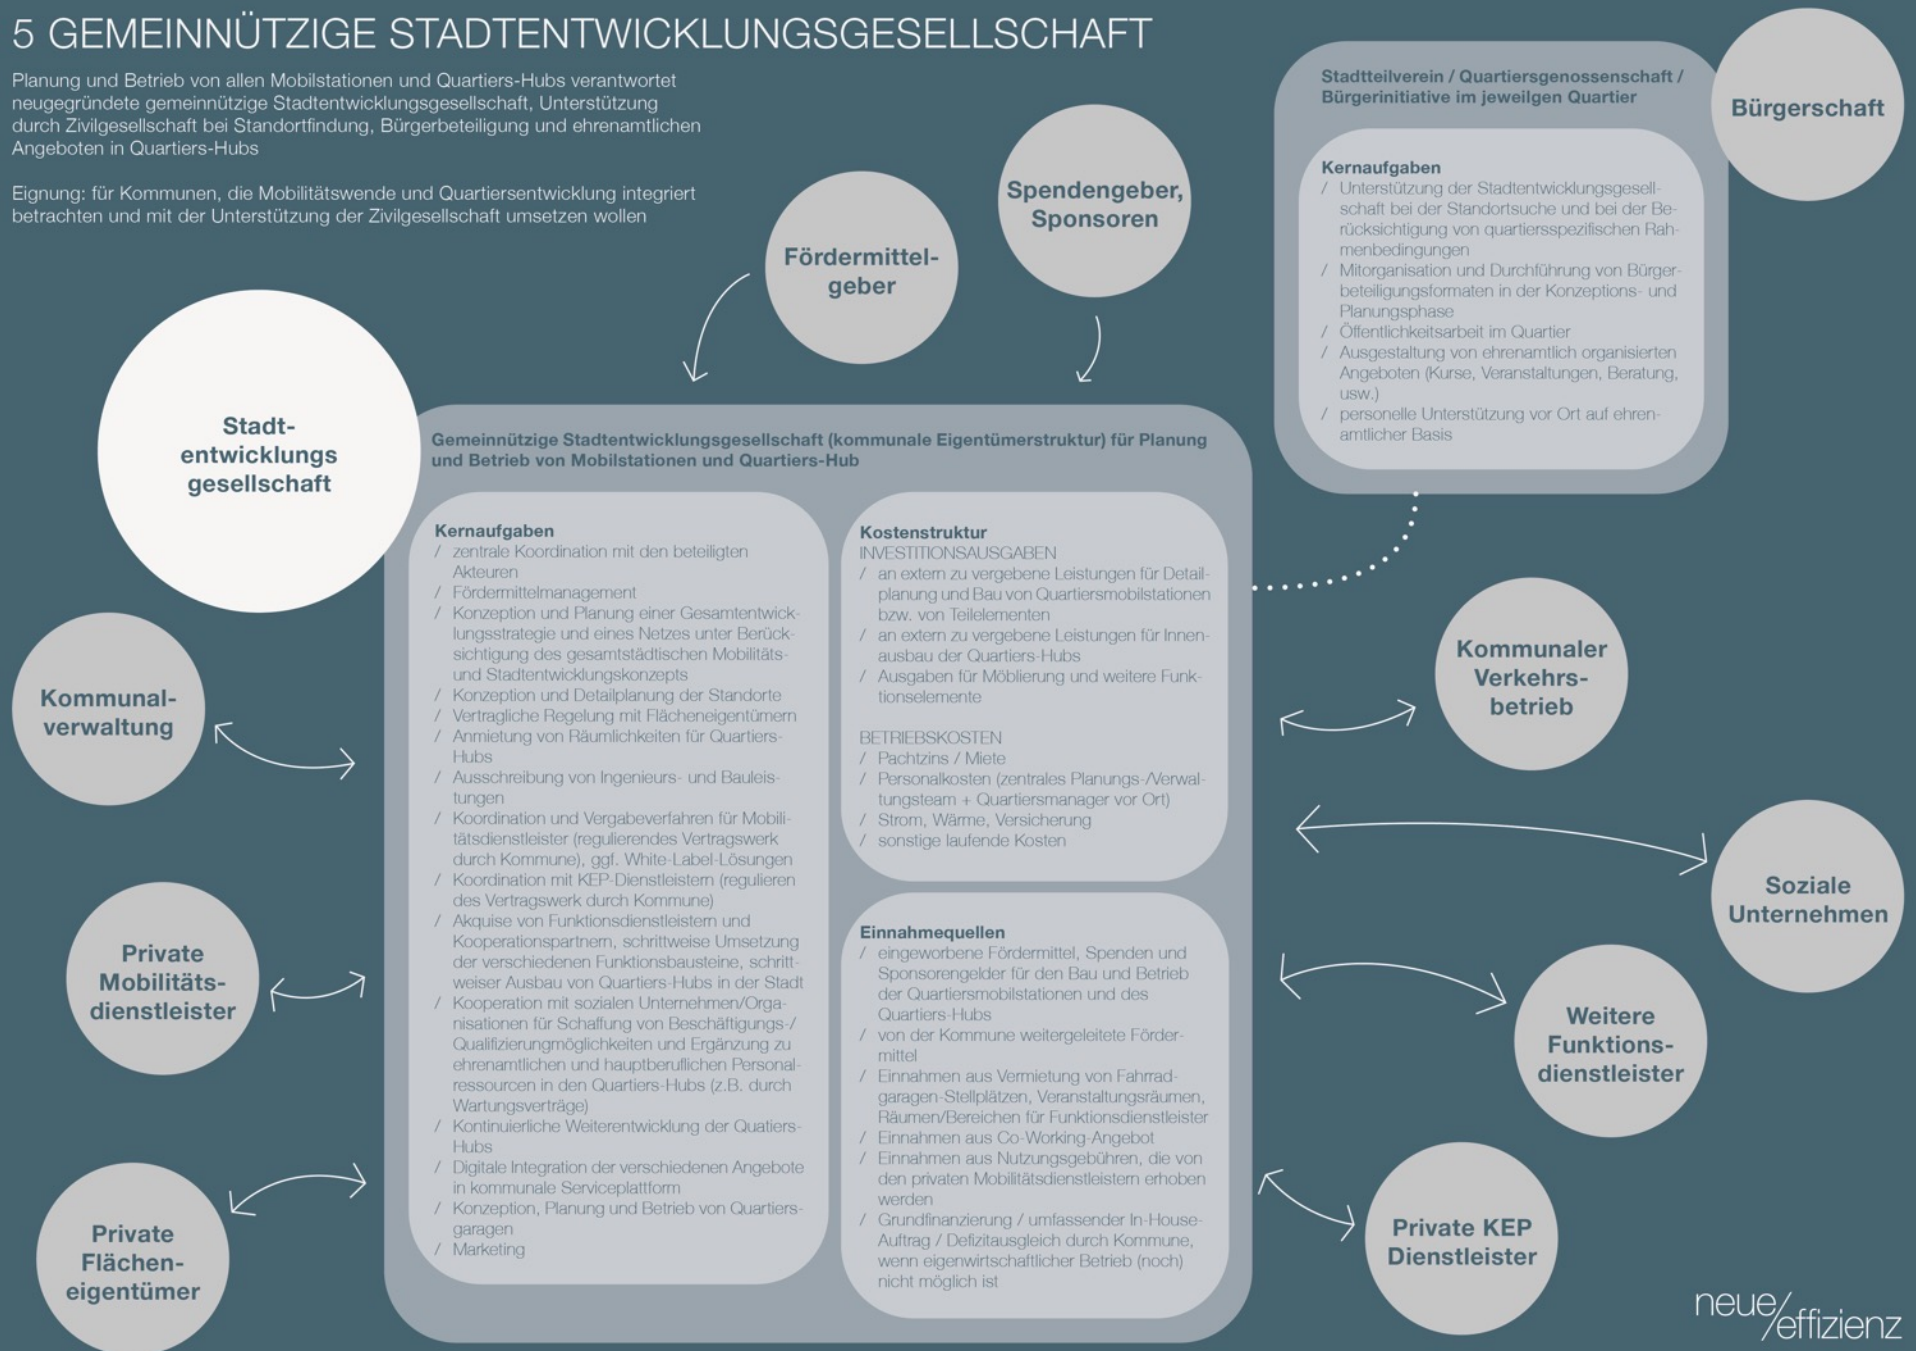 5 GEMEINNÜTZIGE STADTENTWICKLUNGSGESELLSCHAFT
Planung und Betrieb von allen Mobilstationen und Quartiers-Hubs verantwortet
neugegründete gemeinnützige Stadtentwicklungsgesellschaft, Unterstützung
durch Zivilgesellschaft bei Standortfindung, Bürgerbeteiligung und ehrenamtlichen
Angeboten in Quartiers-Hubs
Eignung: für Kommunen, die Mobilitätswende und Quartiersentwicklung integriert
betrachten und mit der Unterstützung der Zivilgesellschaft umsetzen wollen
Fördermittel-
geber
Spendengeber,
Sponsoren
Stadtteilverein / Quartiersgenossenschaft /
Bürgerinitiative im jeweilgen Quartier
Bürgerschaft
Kernaufgaben
/ Unterstützung der Stadtentwicklungsgesell-
schaft bei der Standortsuche und bei der Be-
rücksichtigung von quartiersspezifischen Rah-
menbedingungen
/ Mitorganisation und Durchführung von Bürger-
beteiligungsformaten in der Konzeptions- und
Planungsphase
/ Öffentlichkeitsarbeit im Quartier
/ Ausgestaltung von ehrenamtlich organisierten
Angeboten (Kurse, Veranstaltungen, Beratung,
usw.)
/ personelle Unterstützung vor Ort auf ehren-
amtlicher Basis
Stadt-
entwicklungs
gesellschaft
Gemeinnützige Stadtentwicklungsgesellschaft (kommunale Eigentümerstruktur) für Planung
und Betrieb von Mobilstationen und Quartiers-Hub
Kernaufgaben
/ zentrale Koordination mit den beteiligten
Akteuren
/ Fördermittelmanagement
/ Konzeption und Planung einer Gesamtentwick-
lungsstrategie und eines Netzes unter Berück-
sichtigung des gesamtstädtischen Mobilitäts-
und Stadtentwicklungskonzepts
/ Konzeption und Detailplanung der Standorte
/ Vertragliche Regelung mit Flächeneigentümern
/ Anmietung von Räumlichkeiten für Quartiers-
Hubs
/ Ausschreibung von Ingenieurs- und Bauleis-
tungen
/ Koordination und Vergabeverfahren für Mobili-
tätsdienstleister (regulierendes Vertragswerk
durch Kommune), ggf. White-Label-Lösungen
/ Koordination mit KEP-Dienstleistern (regulieren
des Vertragswerk durch Kommune)
/ Akquise von Funktionsdienstleistern und
Kooperationspartnern, schrittweise Umsetzung
der verschiedenen Funktionsbausteine, schritt-
weiser Ausbau von Quartiers-Hubs in der Stadt
/ Kooperation mit sozialen Unternehmen/Orga-
nisationen für Schaffung von Beschäftigungs-/
Qualifizierungmöglichkeiten und Ergänzung zu
ehrenamtlichen und hauptberuflichen Personal-
ressourcen in den Quartiers-Hubs (z.B. durch
Wartungsverträge)
/ Kontinuierliche Weiterentwicklung der Quatiers-
Hubs
/ Digitale Integration der verschiedenen Angebote
in kommunale Serviceplattform
/ Konzeption, Planung und Betrieb von Quartiers-
garagen
/ Marketing
Kostenstruktur
INVESTITIONSAUSGABEN
/ an extern zu vergebene Leistungen für Detail-
planung und Bau von Quartiersmobilstationen
bzw. von Teilelementen
/ an extern zu vergebene Leistungen für Innen-
ausbau der Quartiers-Hubs
/ Ausgaben für Möblierung und weitere Funk-
tionselemente
BETRIEBSKOSTEN
/ Pachtzins / Miete
/ Personalkosten (zentrales Planungs-/Verwal-
tungsteam + Quartiersmanager vor Ort)
/ Strom, Wärme, Versicherung
/ sonstige laufende Kosten
Einnahmequellen
/ eingeworbene Fördermittel, Spenden und
Sponsorengelder für den Bau und Betrieb
der Quartiersmobilstationen und des
Quartiers-Hubs
/ von der Kommune weitergeleitete Förder-
mittel
/ Einnahmen aus Vermietung von Fahrrad-
garagen-Stellplätzen, Veranstaltungsräumen,
Räumen/Bereichen für Funktionsdienstleister
/ Einnahmen aus Co-Working-Angebot
/ Einnahmen aus Nutzungsgebühren, die von
den privaten Mobilitätsdienstleistern erhoben
werden
/ Grundfinanzierung / umfassender In-House-
Auftrag / Defizitausgleich durch Kommune,
wenn eigenwirtschaftlicher Betrieb (noch)
nicht möglich ist
Kommunal-
verwaltung
Private
Mobilitäts-
dienstleister
Private
Flächen-
eigentümer
Kommunaler
Verkehrs-
betrieb
Soziale
Unternehmen
Weitere
Funktions-
dienstleister
Private KEP
Dienstleister
neue/
/effizienz